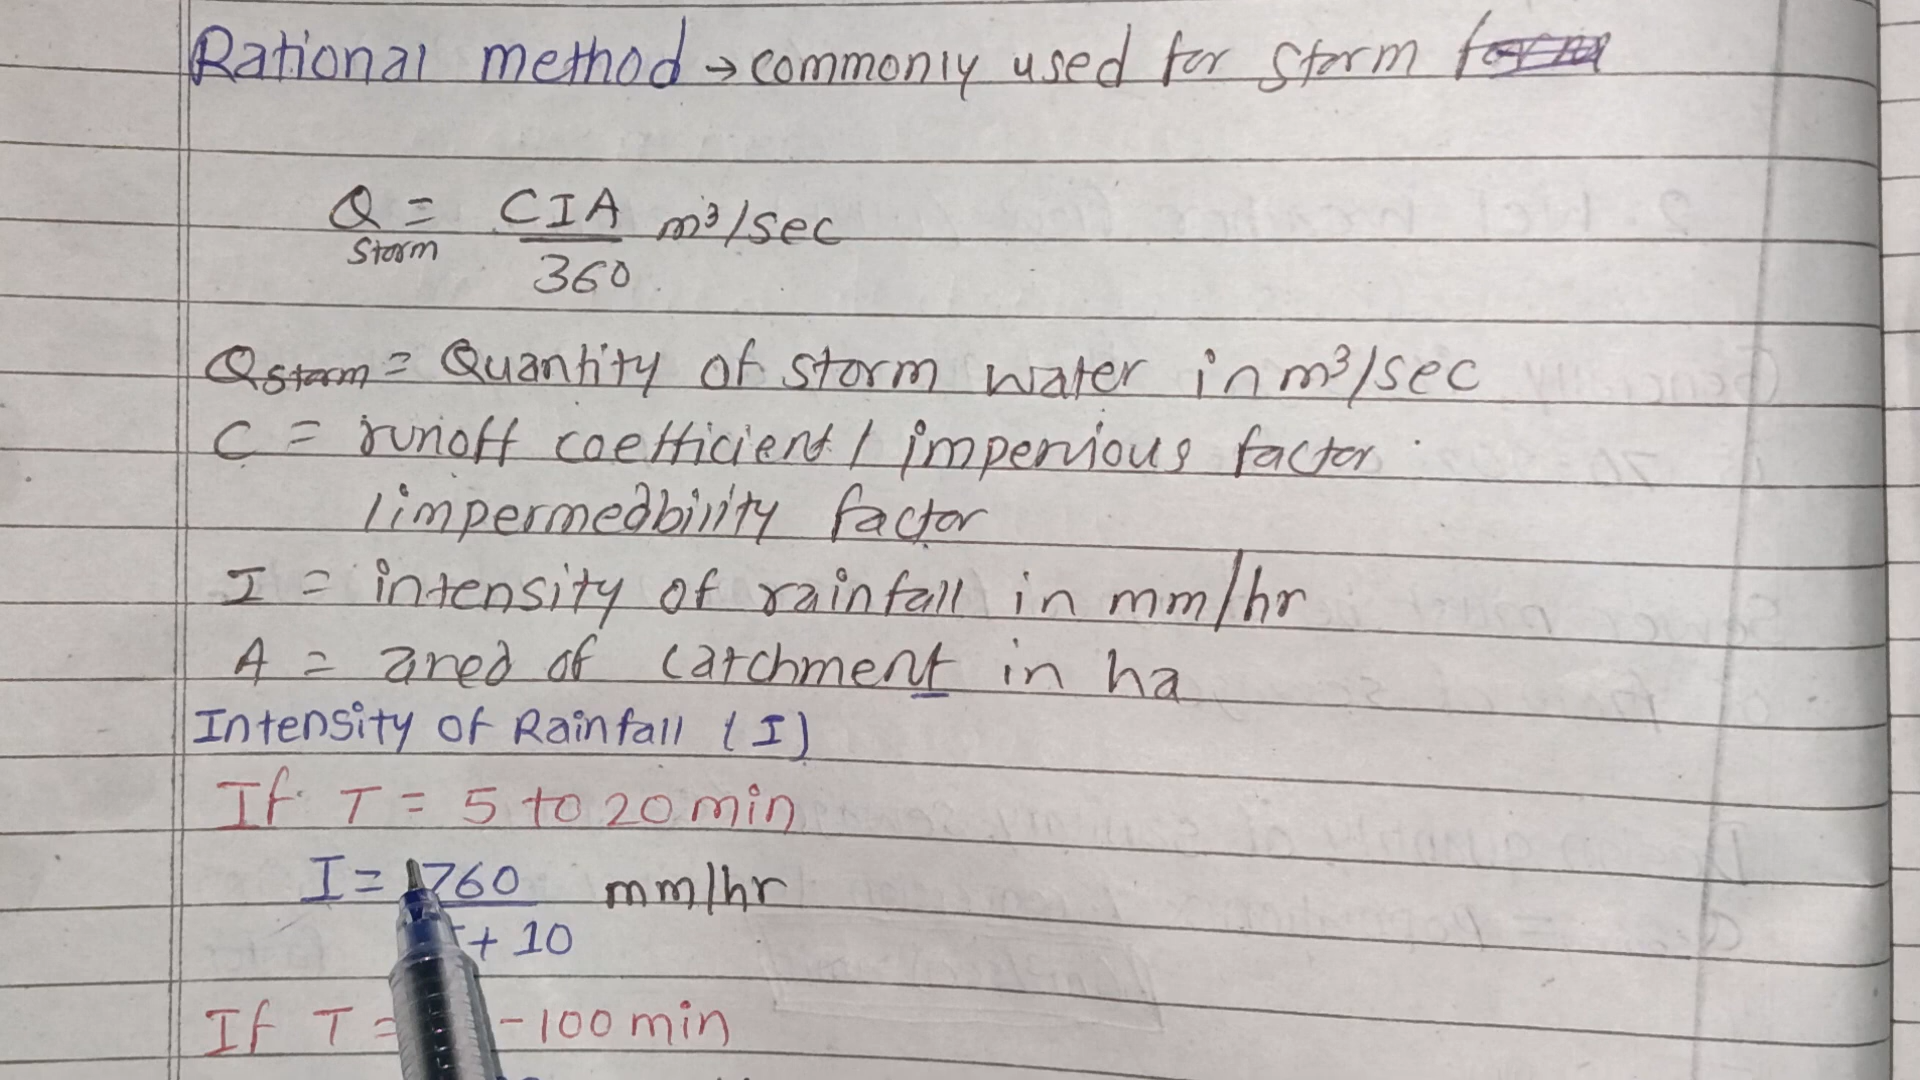 Rational method → commonly used for storm
Q storm = CIA/360 m³/sec
Qstorm = Quantity of storm water in m³/sec
C = runoff coefficient / impervious factor
/impermeability factor
I = intensity of rainfall in mm/hr
A = area of catchment in ha
Intensity of Rainfall (I)
If T = 5 to 20 min
I = 760 mm/hr
+ 10
If T = -100 min